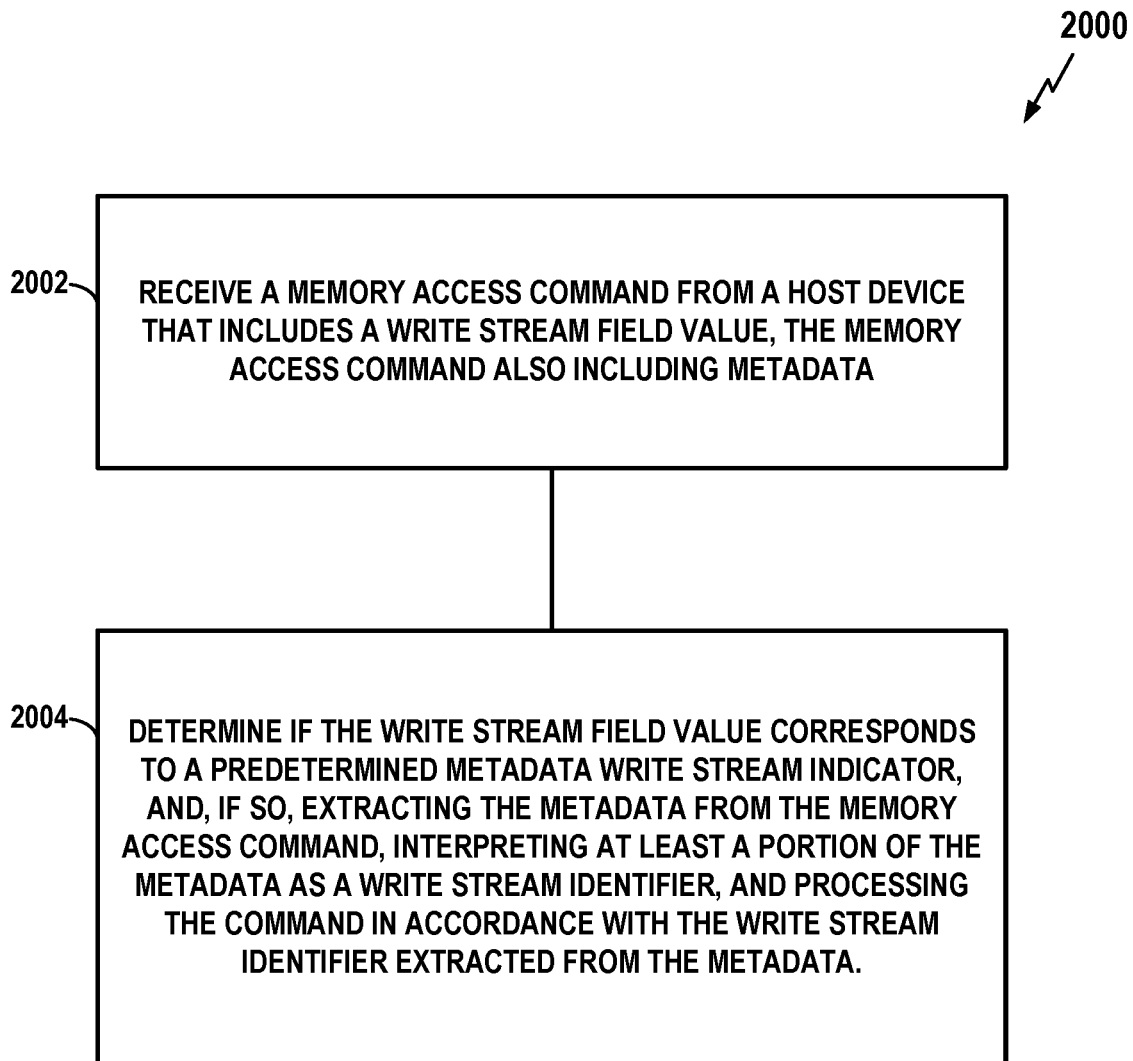 2000
2002
RECEIVE A MEMORY ACCESS COMMAND FROM A HOST DEVICE
THAT INCLUDES A WRITE STREAM FIELD VALUE, THE MEMORY
ACCESS COMMAND ALSO INCLUDING METADATA
2004
DETERMINE IF THE WRITE STREAM FIELD VALUE CORRESPONDS
TO A PREDETERMINED METADATA WRITE STREAM INDICATOR,
AND, IF SO, EXTRACTING THE METADATA FROM THE MEMORY
ACCESS COMMAND, INTERPRETING AT LEAST A PORTION OF THE
METADATA AS A WRITE STREAM IDENTIFIER, AND PROCESSING
THE COMMAND IN ACCORDANCE WITH THE WRITE STREAM
IDENTIFIER EXTRACTED FROM THE METADATA.